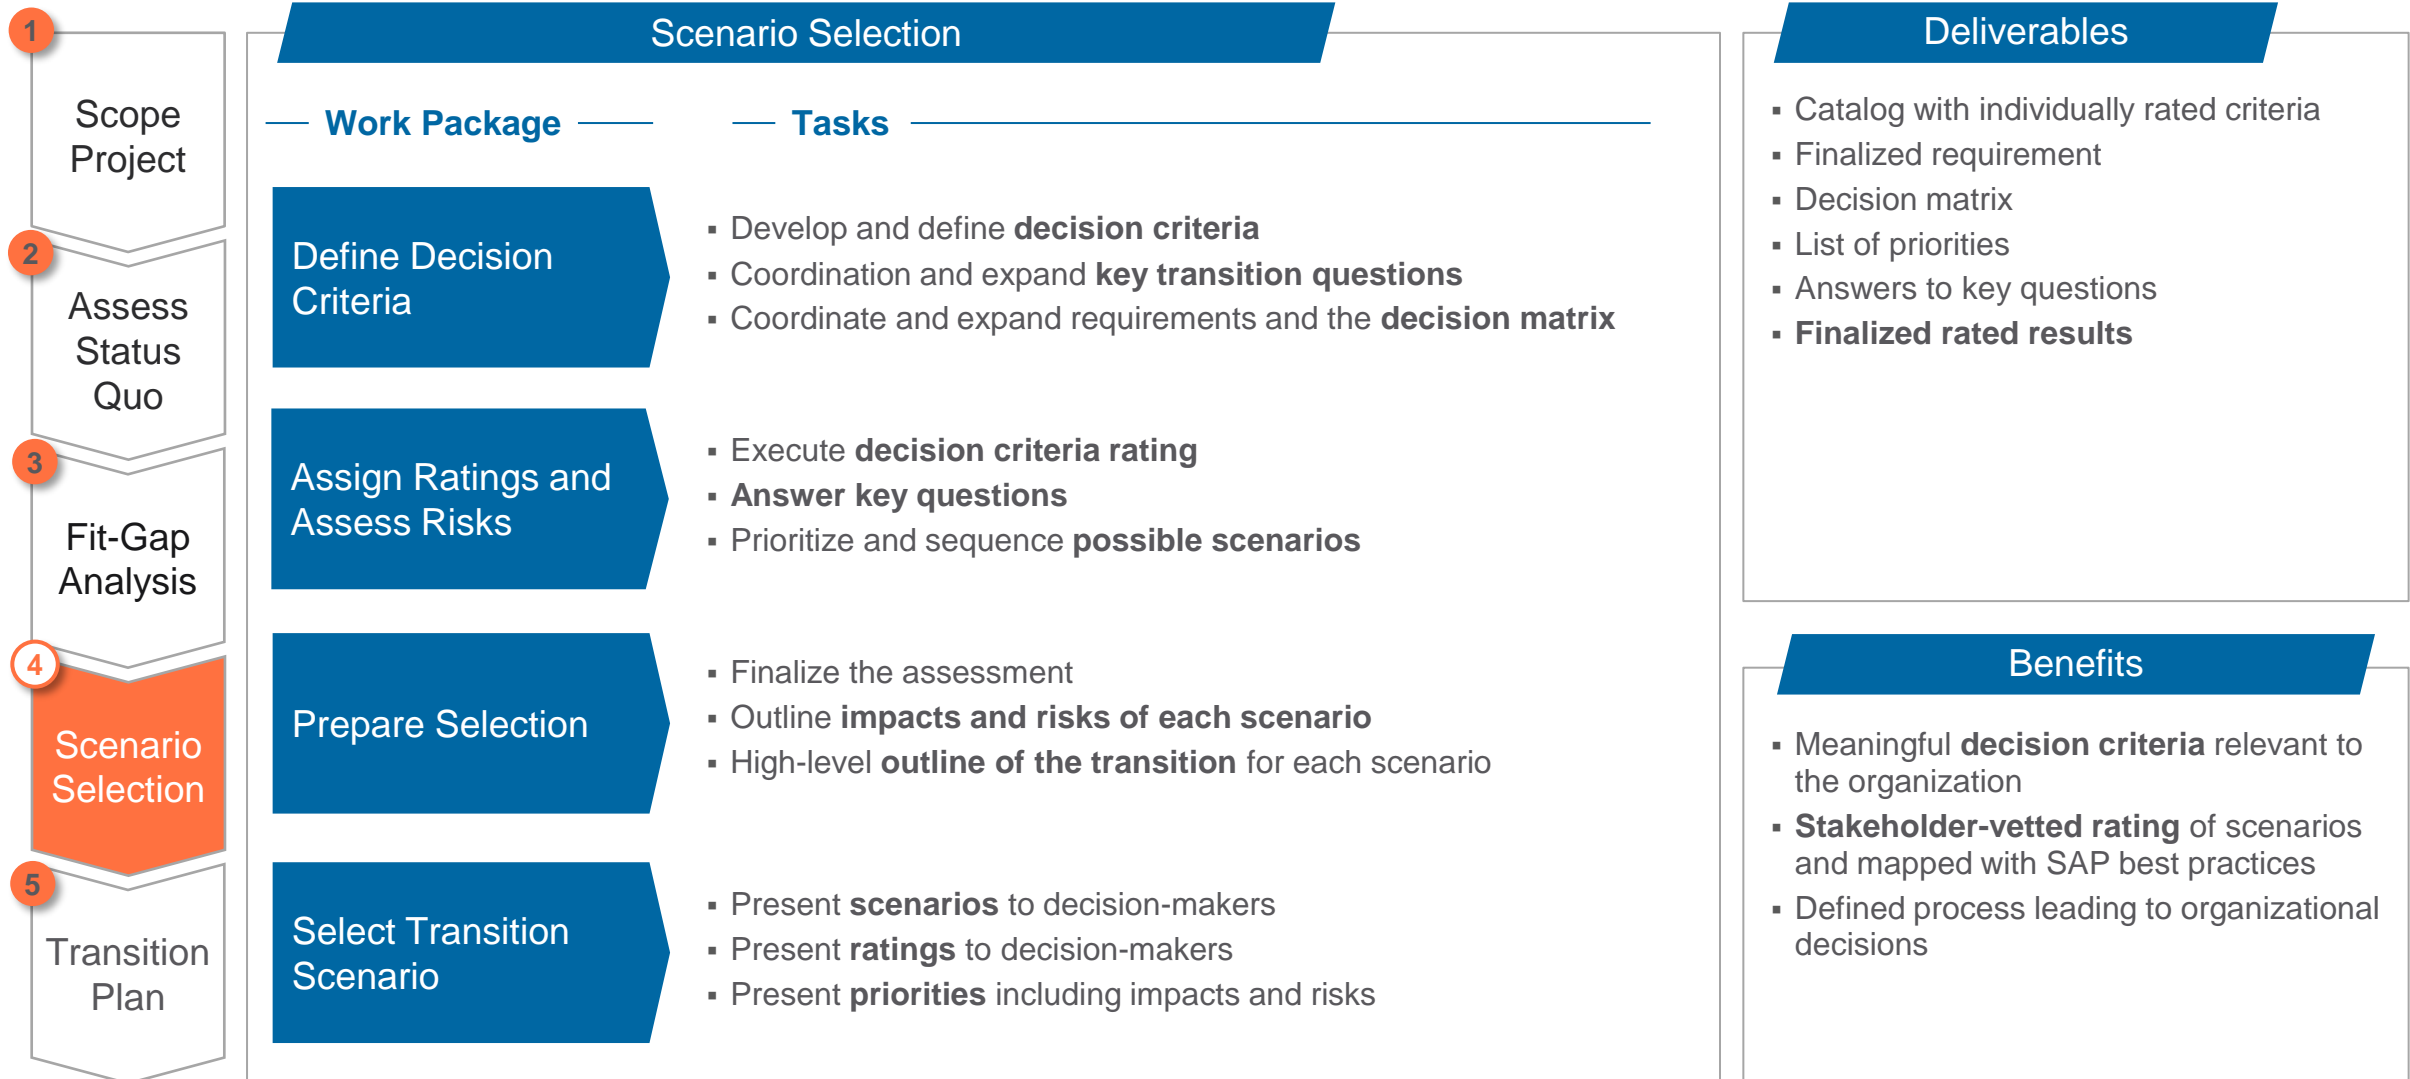 1
Scope
Project
2
Assess
Status
Quo
3
Fit-Gap
Analysis
4
Scenario
Selection
5
Transition
Plan
Scenario Selection
Work Package
Tasks
Define Decision
Criteria
▪ Develop and define decision criteria
▪ Coordination and expand key transition questions
▪ Coordinate and expand requirements and the decision matrix
Assign Ratings and
Assess Risks
▪ Execute decision criteria rating
▪ Answer key questions
▪ Prioritize and sequence possible scenarios
Prepare Selection
▪ Finalize the assessment
▪ Outline impacts and risks of each scenario
▪ High-level outline of the transition for each scenario
Select Transition
Scenario
▪ Present scenarios to decision-makers
▪ Present ratings to decision-makers
▪ Present priorities including impacts and risks
Deliverables
▪ Catalog with individually rated criteria
▪ Finalized requirement
▪ Decision matrix
▪ List of priorities
▪ Answers to key questions
▪ Finalized rated results
Benefits
▪ Meaningful decision criteria relevant to
the organization
▪ Stakeholder-vetted rating of scenarios
and mapped with SAP best practices
▪ Defined process leading to organizational
decisions